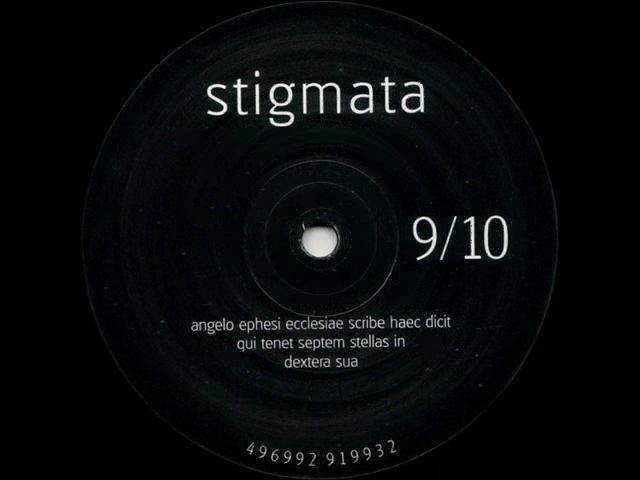 stigmata
9/10
angelo ephesi ecclesiae scribe haec dicit
qui tenet septem stellas in
dextera sua
496992 919932